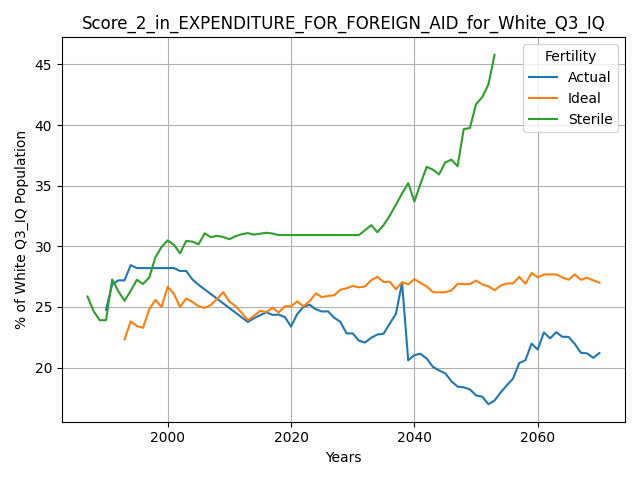 Score_2_in_EXPENDITURE_FOR_FOREIGN_AID_for_White_Q3_IQ
% of White Q3_IQ Population
45
40
35
30
25
20
Fertility
Actual
Ideal
Sterile
2000
2020
2040
2060
Years